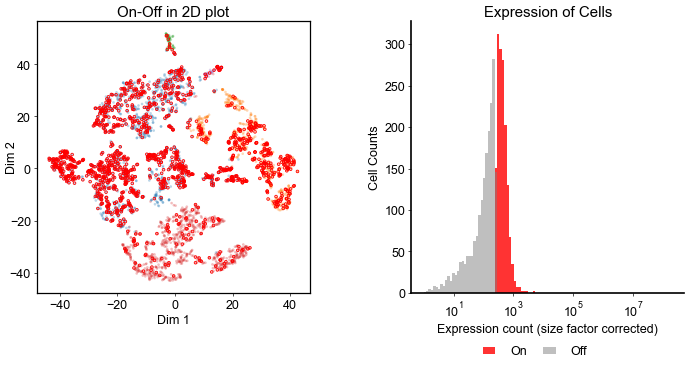 On-Off in 2D plot
Dim 2
40
20
0
−20
−40
−40 −20 0 20 40
Dim 1
Expression of Cells
Cell Counts
300
250
200
150
100
50
0
10^1 10^3 10^5 10^7
Expression count (size factor corrected)
On Off